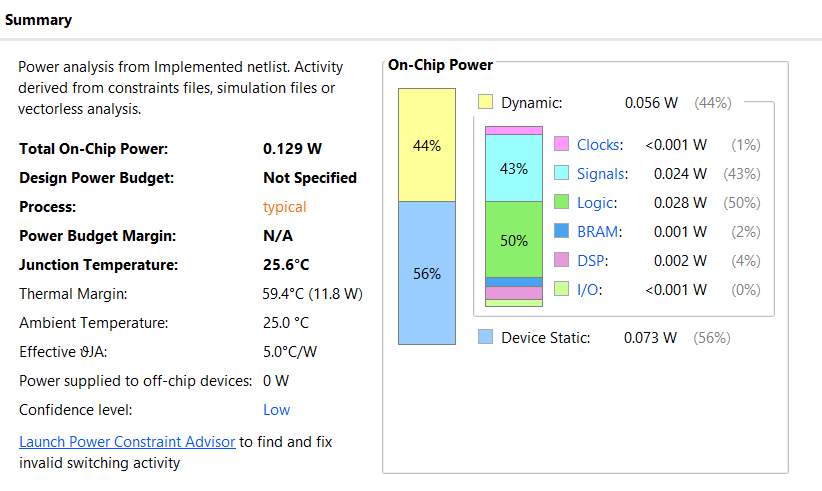 Summary
Power analysis from Implemented netlist. Activity
derived from constraints files, simulation files or
vectorless analysis.
Total On-Chip Power: 0.129 W
Design Power Budget: Not Specified
Process: typical
Power Budget Margin: N/A
Junction Temperature: 25.6°C
Thermal Margin: 59.4°C (11.8 W)
Ambient Temperature: 25.0 °C
Effective ϑJA: 5.0°C/W
Power supplied to off-chip devices: 0 W
Confidence level: Low
Launch Power Constraint Advisor to find and fix
invalid switching activity
On-Chip Power
44%
56%
Dynamic: 0.056 W (44%)
43%
50%
Clocks: <0.001 W (1%)
Signals: 0.024 W (43%)
Logic: 0.028 W (50%)
BRAM: 0.001 W (2%)
DSP: 0.002 W (4%)
I/O: <0.001 W (0%)
Device Static: 0.073 W (56%)